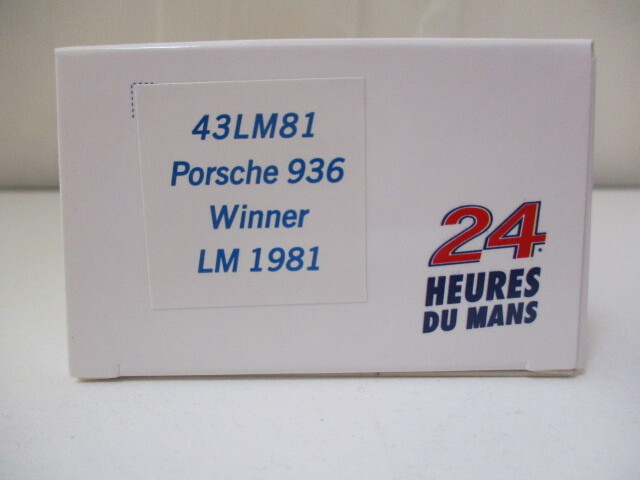 43LM81
Porsche 936
Winner
LM 1981
24
HEURES
DU MANS